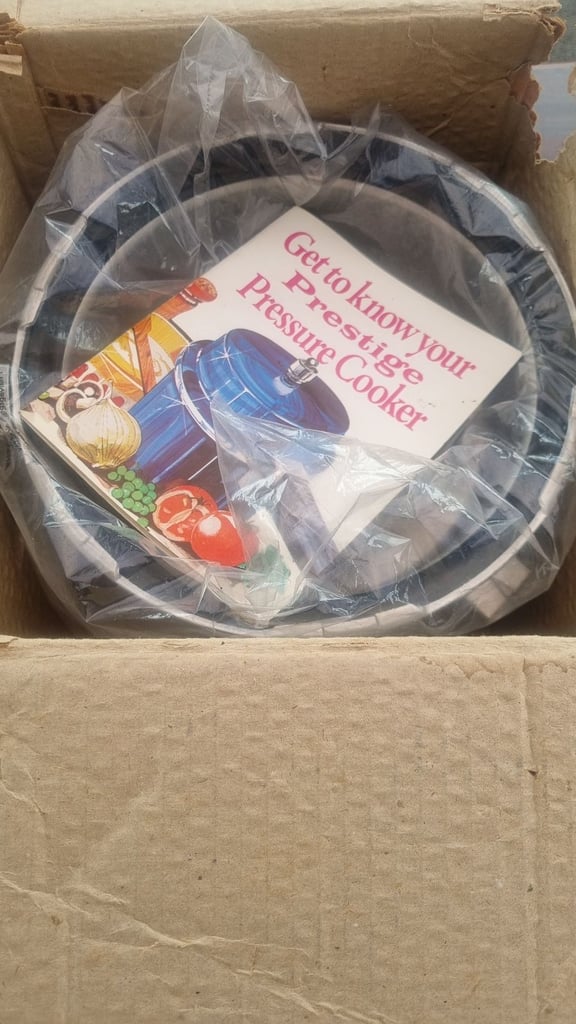 Get to know your
Prestige
Pressure Cooker